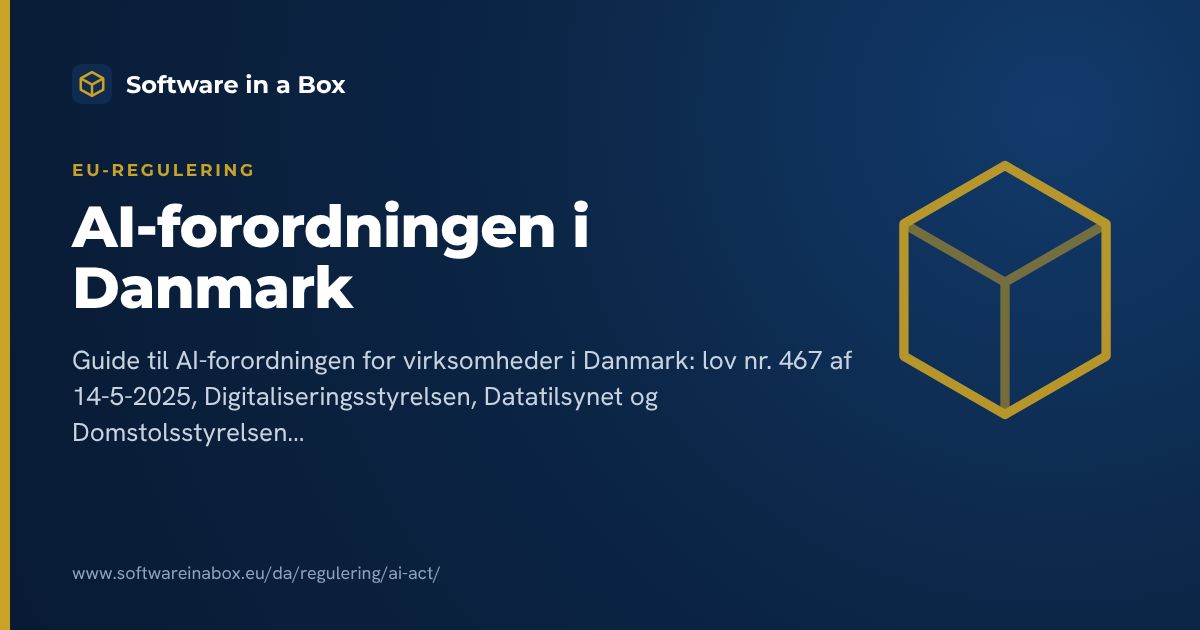 Software in a Box
EU-REGULERING
AI-forordningen i
Danmark
Guide til AI-forordningen for virksomheder i Danmark: lov nr. 467 af
14-5-2025, Digitaliseringsstyrelsen, Datatilsynet og
Domstolsstyrelsen...
www.softwareinabox.eu/da/regulering/ai-act/